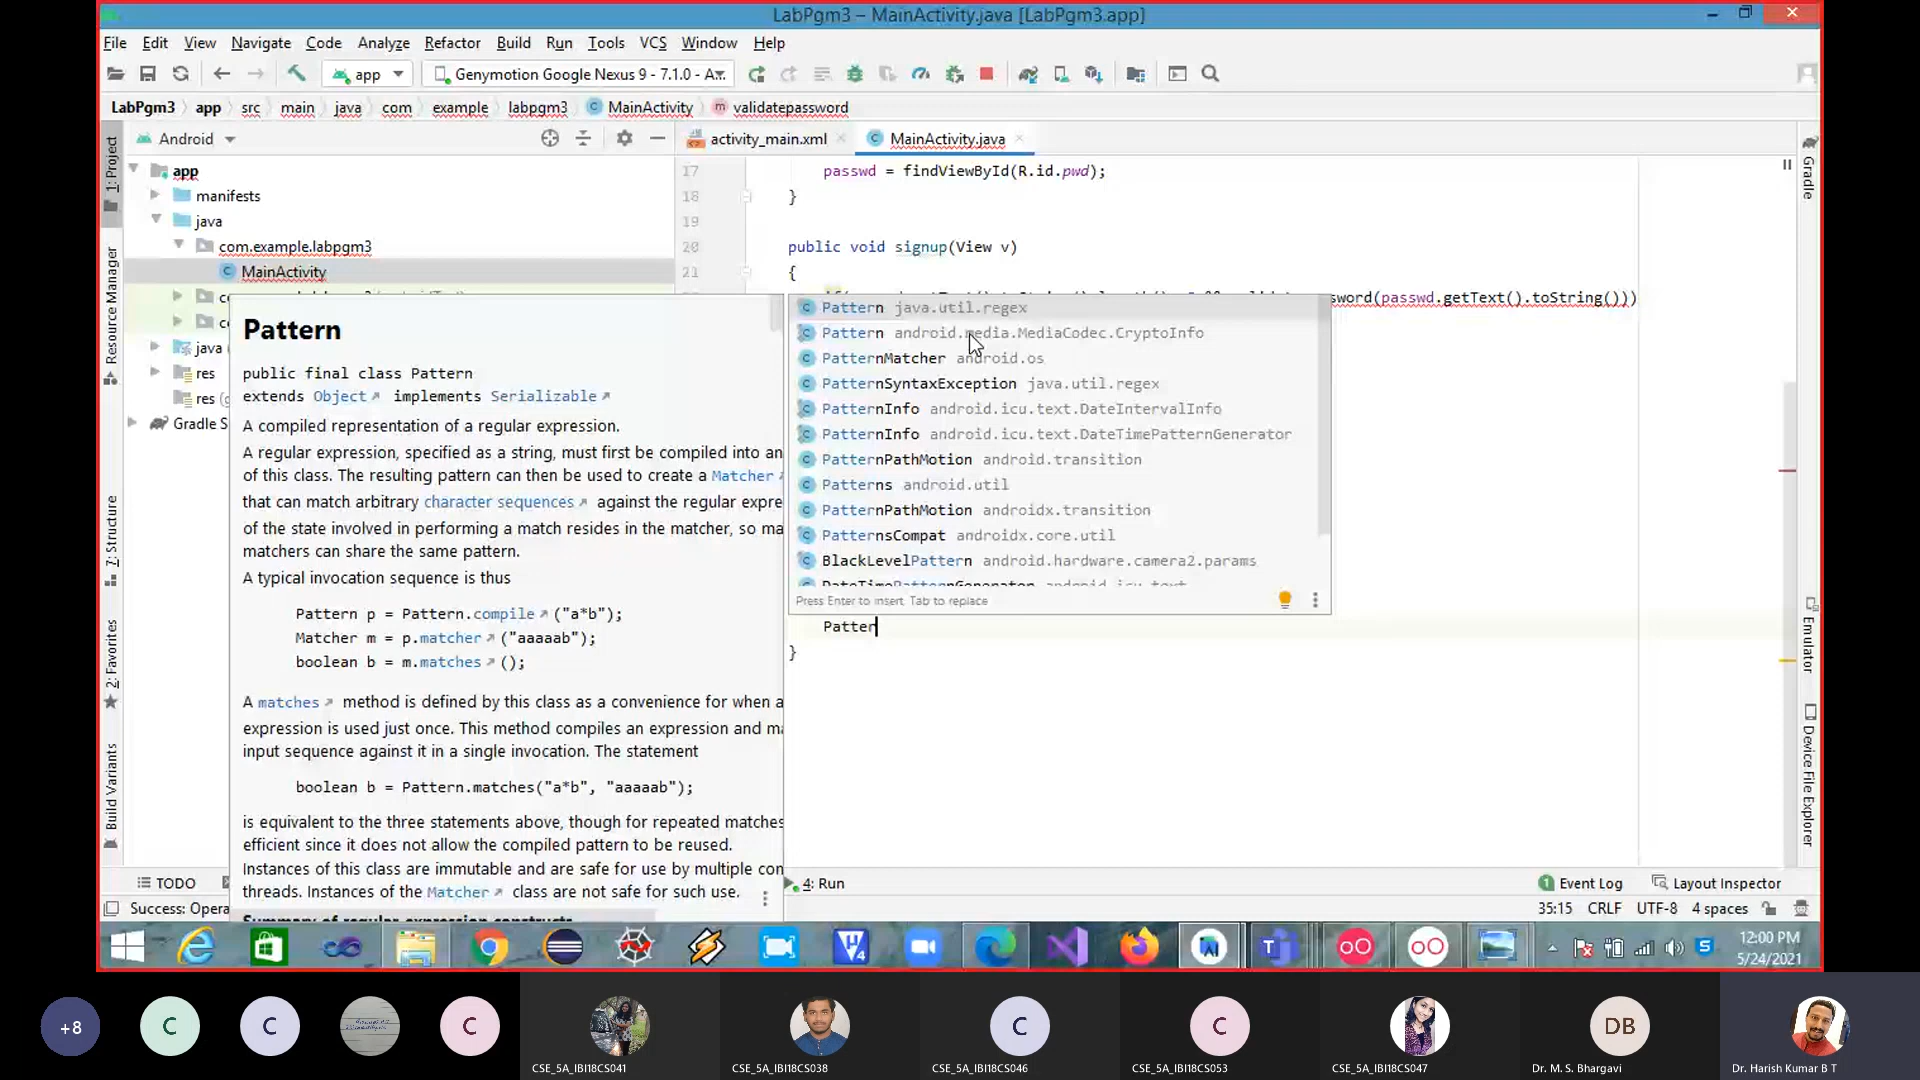 LabPgm3 – MainActivity.java [LabPgm3.app]
File Edit View Navigate Code Analyze Refactor Build Run Tools VCS Window Help
app Genymotion Google Nexus 9 - 7.1.0 - A
LabPgm3 app src main java com example labpgm3 MainActivity validatepassword
Android activity_main.xml MainActivity.java
1: Project
Resource Manager
7: Structure
2: Favorites
Build Variants
app
manifests
java
com.example.labpgm3
MainActivity
java (
res
res (
Gradle S
17 passwd = findViewById(R.id.pwd);
18 }
19
20 public void signup(View v)
21 {
sword(passwd.getText().toString()))
Pattern java.util.regex
Pattern android.media.MediaCodec.CryptoInfo
PatternMatcher android.os
PatternSyntaxException java.util.regex
PatternInfo android.icu.text.DateIntervalInfo
PatternInfo android.icu.text.DateTimePatternGenerator
PatternPathMotion android.transition
Patterns android.util
PatternPathMotion androidx.transition
PatternsCompat androidx.core.util
BlackLevelPattern android.hardware.camera2.params
DateTimePatternGenerator android.icu.text
Press Enter to insert, Tab to replace
Patter
}
Pattern
public final class Pattern
extends Object implements Serializable
A compiled representation of a regular expression.
A regular expression, specified as a string, must first be compiled into an
of this class. The resulting pattern can then be used to create a Matcher
that can match arbitrary character sequences against the regular expre
of the state involved in performing a match resides in the matcher, so ma
matchers can share the same pattern.
A typical invocation sequence is thus
Pattern p = Pattern.compile("a*b");
Matcher m = p.matcher("aaaaab");
boolean b = m.matches();
A matches method is defined by this class as a convenience for when a
expression is used just once. This method compiles an expression and ma
input sequence against it in a single invocation. The statement
boolean b = Pattern.matches("a*b", "aaaaab");
is equivalent to the three statements above, though for repeated matches
efficient since it does not allow the compiled pattern to be reused.
Instances of this class are immutable and are safe for use by multiple con
threads. Instances of the Matcher class are not safe for such use.
Summary of regular expression constructs
Gradle
Emulator
Device File Explorer
TODO 4: Run 1 Event Log Layout Inspector
Success: Opera 35:15 CRLF UTF-8 4 spaces
12:00 PM
5/24/2021
+8 C C C C C DB
CSE_5A_IBI18CS041 CSE_5A_IBI18CS038 CSE_5A_IBI18CS046 CSE_5A_IBI18CS053 CSE_5A_IBI18CS047 Dr. M. S. Bhargavi Dr. Harish Kumar B T